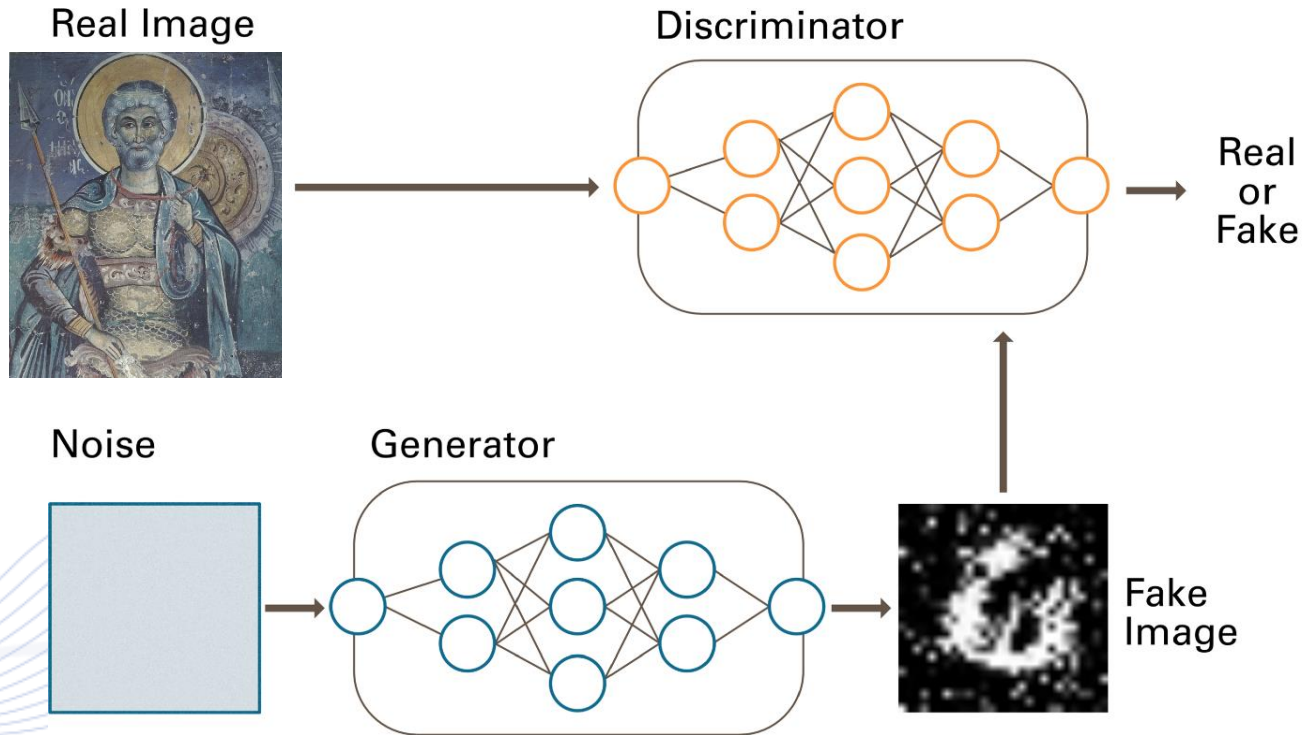 Real Image
Discriminator
Real
or
Fake
Noise
Generator
Fake
Image